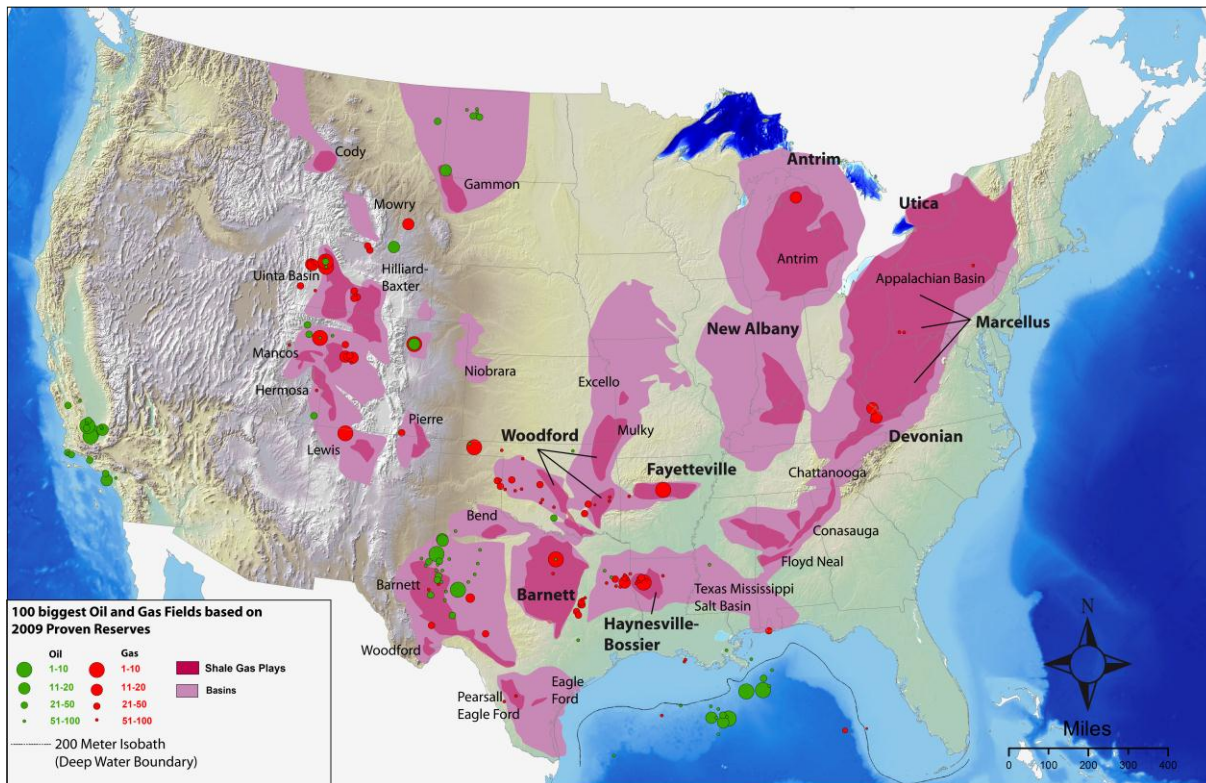 Cody
Gammon
Mowry
Uinta Basin
Hilliard-
Baxter
Mancos
Hermosa
Niobrara
Lewis
Pierre
Antrim
Antrim
Utica
Appalachian Basin
Marcellus
New Albany
Excello
Mulky
Woodford
Fayetteville
Devonian
Chattanooga
Conasauga
Floyd Neal
Bend
Barnett
Barnett
Texas Mississippi
Salt Basin
Haynesville-
Bossier
Woodford
Pearsall,
Eagle Ford
Eagle
Ford
100 biggest Oil and Gas Fields based on
2009 Proven Reserves
Oil Gas
1-10 1-10 Shale Gas Plays
11-20 11-20 Basins
21-50 21-50
51-100 51-100
200 Meter Isobath
(Deep Water Boundary)
N
Miles
0 100 200 300 400